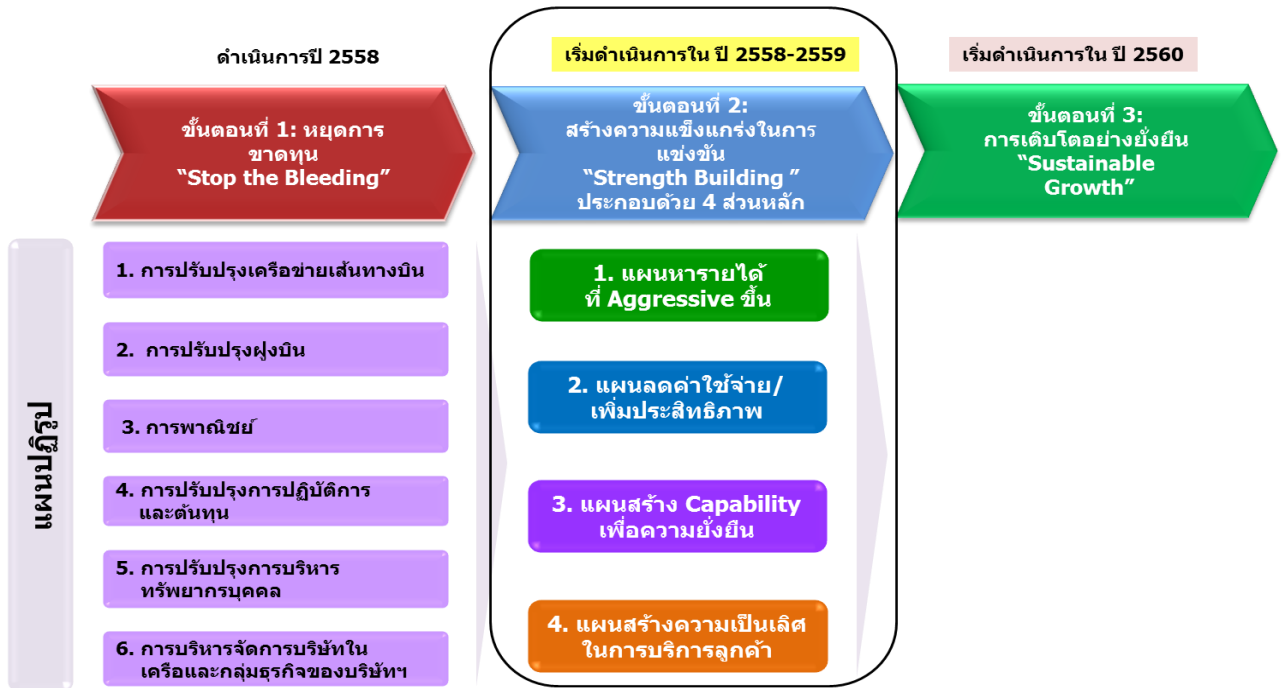 ดำเนินการปี 2558
เริ่มดำเนินการใน ปี 2558-2559
เริ่มดำเนินการใน ปี 2560
ขั้นตอนที่ 1: หยุดการ
ขาดทุน
“Stop the Bleeding”
ขั้นตอนที่ 2:
สร้างความแข็งแกร่งในการ
แข่งขัน
“Strength Building ”
ประกอบด้วย 4 ส่วนหลัก
ขั้นตอนที่ 3:
การเติบโตอย่างยั่งยืน
“Sustainable
Growth”
แผนปฏิรูป
1. การปรับปรุงเครือข่ายเส้นทางบิน
2. การปรับปรุงฝูงบิน
3. การพาณิชย์
4. การปรับปรุงการปฏิบัติการ
และต้นทุน
5. การปรับปรุงการบริหาร
ทรัพยากรบุคคล
6. การบริหารจัดการบริษัทใน
เครือและกลุ่มธุรกิจของบริษัทฯ
1. แผนหารายได้
ที่ Aggressive ขึ้น
2. แผนลดค่าใช้จ่าย/
เพิ่มประสิทธิภาพ
3. แผนสร้าง Capability
เพื่อความยั่งยืน
4. แผนสร้างความเป็นเลิศ
ในการบริการลูกค้า